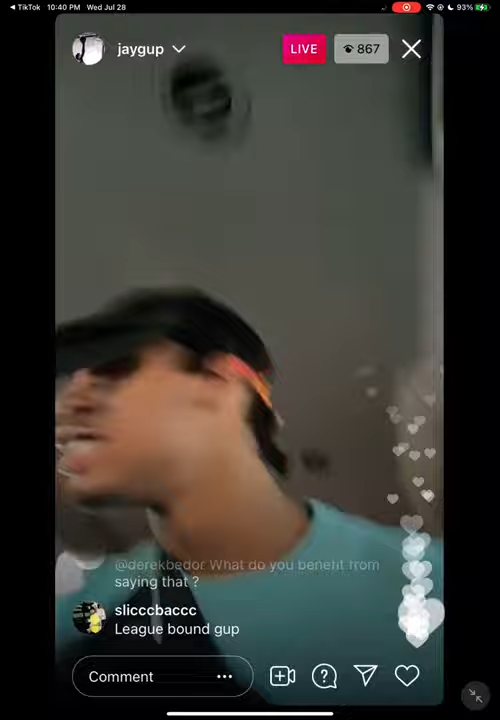 TikTok 10:40 PM Wed Jul 28 93%
jaygup LIVE 867
@derekbedor What do you benefit from
saying that ?
slicccbaccc
League bound gup
Comment